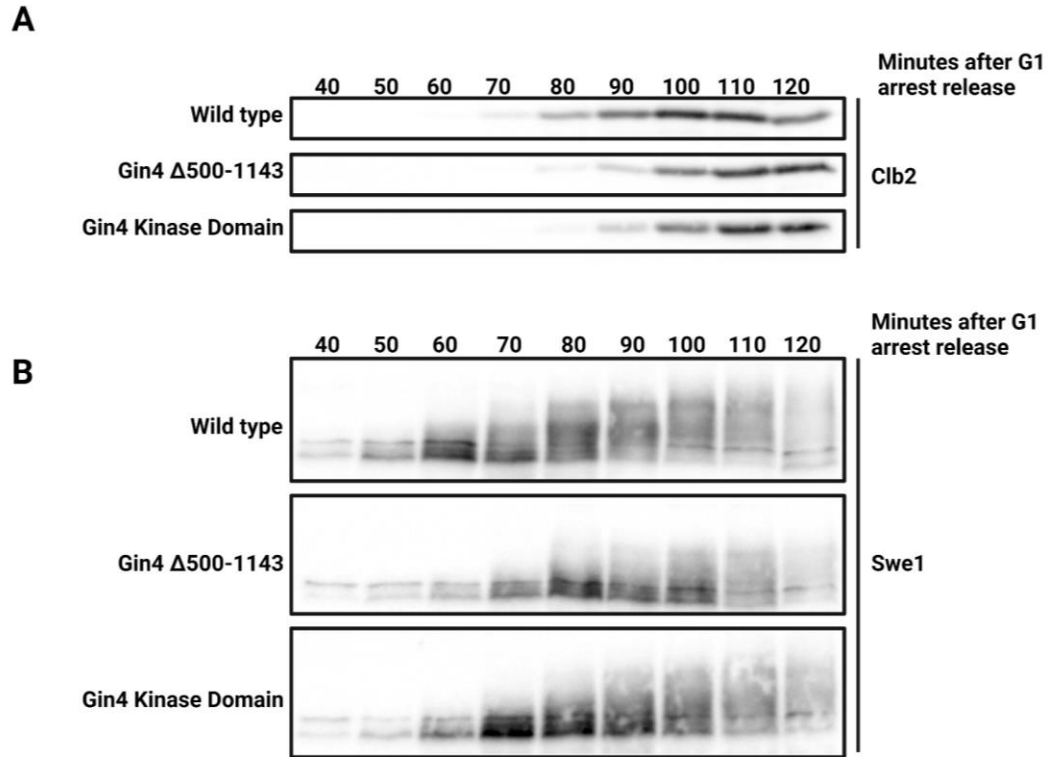 A
40 50 60 70 80 90 100 110 120
Minutes after G1
arrest release
Wild type
Gin4 Δ500-1143
Gin4 Kinase Domain
Clb2
B
40 50 60 70 80 90 100 110 120
Minutes after G1
arrest release
Wild type
Gin4 Δ500-1143
Gin4 Kinase Domain
Swe1